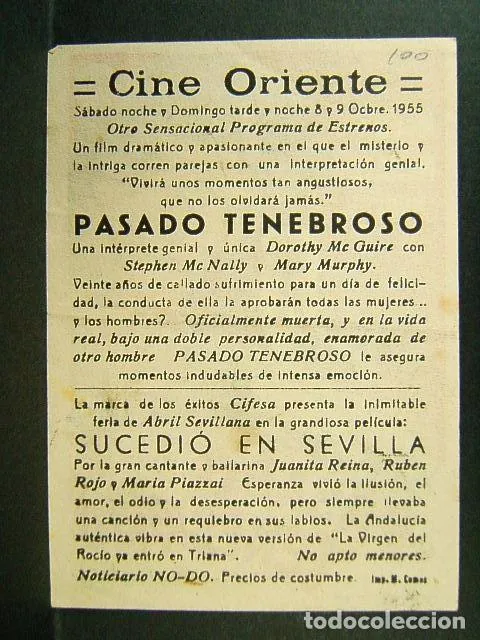 100
= Cine Oriente =
Sábado noche y Domingo tarde y noche 8 y 9 Ocbre. 1955
Otro Sensacional Programa de Estrenos.
Un film dramático y apasionante en el que el misterio y
la intriga corren parejas con una interpretación genial.
"Vivirá unos momentos tan angustiosos,
que no los olvidará jamás."
PASADO TENEBROSO
Una intérprete genial y única Dorothy Mc Guire con
Stephen Mc Nally y Mary Murphy.
Veinte años de callado sufrimiento para un día de felici-
dad, la conducta de ella la aprobarán todas las mujeres...
y los hombres?. Oficialmente muerta, y en la vida
real, bajo una doble personalidad, enamorada de
otro hombre PASADO TENEBROSO le asegura
momentos indudables de intensa emoción.
La marca de los éxitos Cifesa presenta la inimitable
feria de Abril Sevillana en la grandiosa película:
SUCEDIÓ EN SEVILLA
Por la gran cantante y bailarina Juanita Reina, Ruben
Rojo y Maria Piazzai Esperanza vivió la ilusión, el
amor, el odio y la desesperación, pero siempre llevaba
una canción y un requiebro en sus labios. La Andalucía
auténtica vibra en esta nueva versión de "La Virgen del
Rocío ya entró en Triana". No apto menores.
Noticiario NO-DO. Precios de costumbre. Imp. M. Comas
todocoleccion